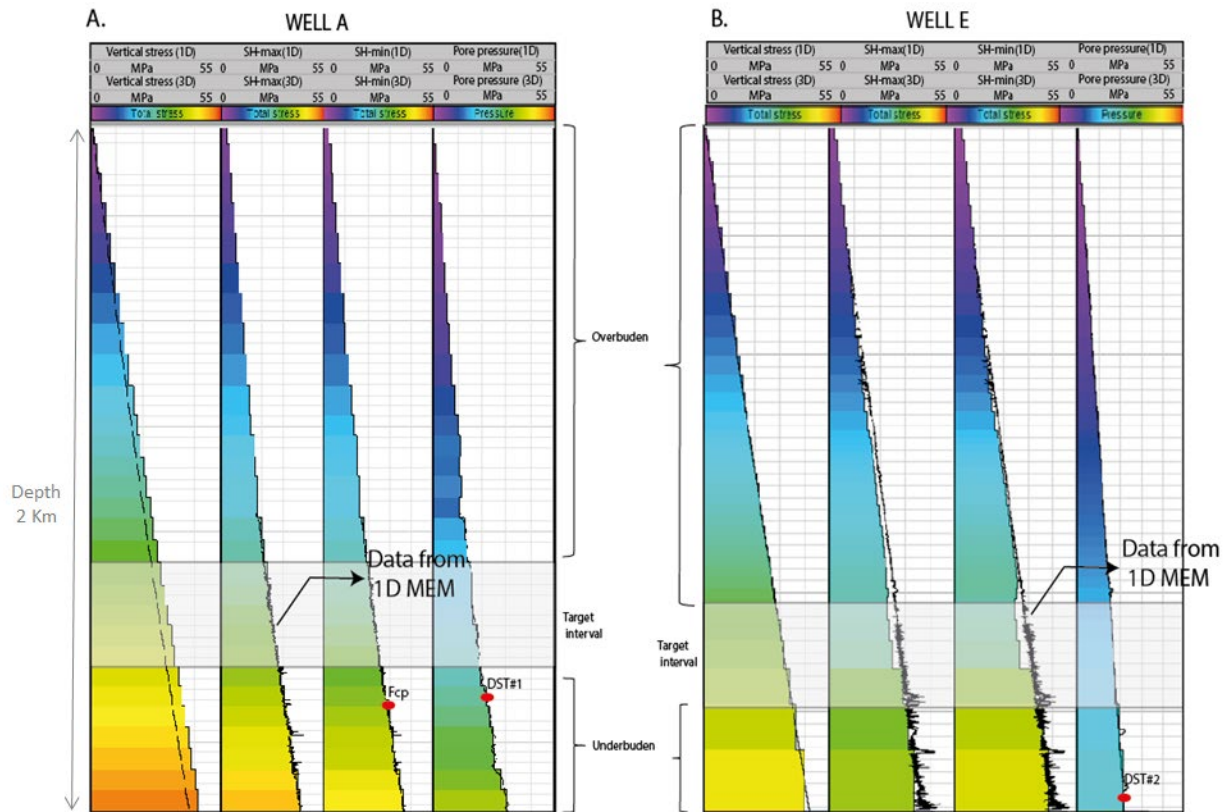 A.
WELL A
Vertical stress (1D)
0 MPa 55
Vertical stress (3D)
0 MPa 55
Total stress
SH-max(1D)
0 MPa 55
SH-max(3D)
0 MPa 55
Total stress
SH-min(1D)
0 MPa 55
SH-min(3D)
0 MPa 55
Total stress
Pore pressure(1D)
0 MPa 55
Pore pressure (3D)
0 MPa 55
Pressure
Depth
2 Km
Overbuden
Data from
1D MEM
Target
interval
Fcp
DST#1
Underbuden
B.
WELL E
Vertical stress (1D)
0 MPa 55
Vertical stress (3D)
0 MPa 55
Total stress
SH-max(1D)
0 MPa 55
SH-max(3D)
0 MPa 55
Total stress
SH-min(1D)
0 MPa 55
SH-min(3D)
0 MPa 55
Total stress
Pore pressure(1D)
0 MPa 55
Pore pressure (3D)
0 MPa 55
Pressure
Data from
1D MEM
Target
interval
DST#2